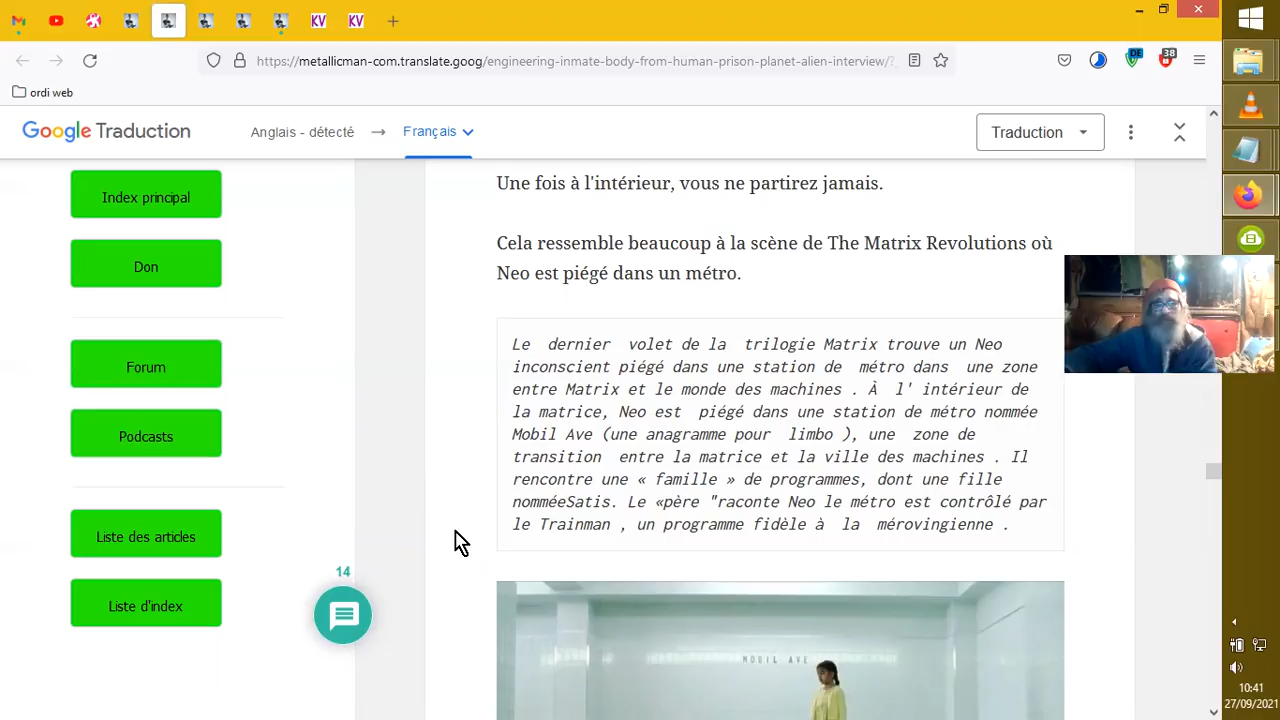 KV
KV
https://metallicman-com.translate.goog/engineering-inmate-body-from-human-prison-planet-alien-interview/?_
DE
38
ordi web
Google Traduction
Anglais - détecté
Français
Traduction
Index principal
Don
Forum
Podcasts
Liste des articles
Liste d'index
14
Une fois à l'intérieur, vous ne partirez jamais.
Cela ressemble beaucoup à la scène de The Matrix Revolutions où
Neo est piégé dans un métro.
Le dernier volet de la trilogie Matrix trouve un Neo
inconscient piégé dans une station de métro dans une zone
entre Matrix et le monde des machines . À l' intérieur de
la matrice, Neo est piégé dans une station de métro nommée
Mobil Ave (une anagramme pour limbo ), une zone de
transition entre la matrice et la ville des machines . Il
rencontre une « famille » de programmes, dont une fille
nomméeSatis. Le «père "raconte Neo le métro est contrôlé par
le Trainman , un programme fidèle à la mérovingienne .
MOBIL AVE
10:41
27/09/2021